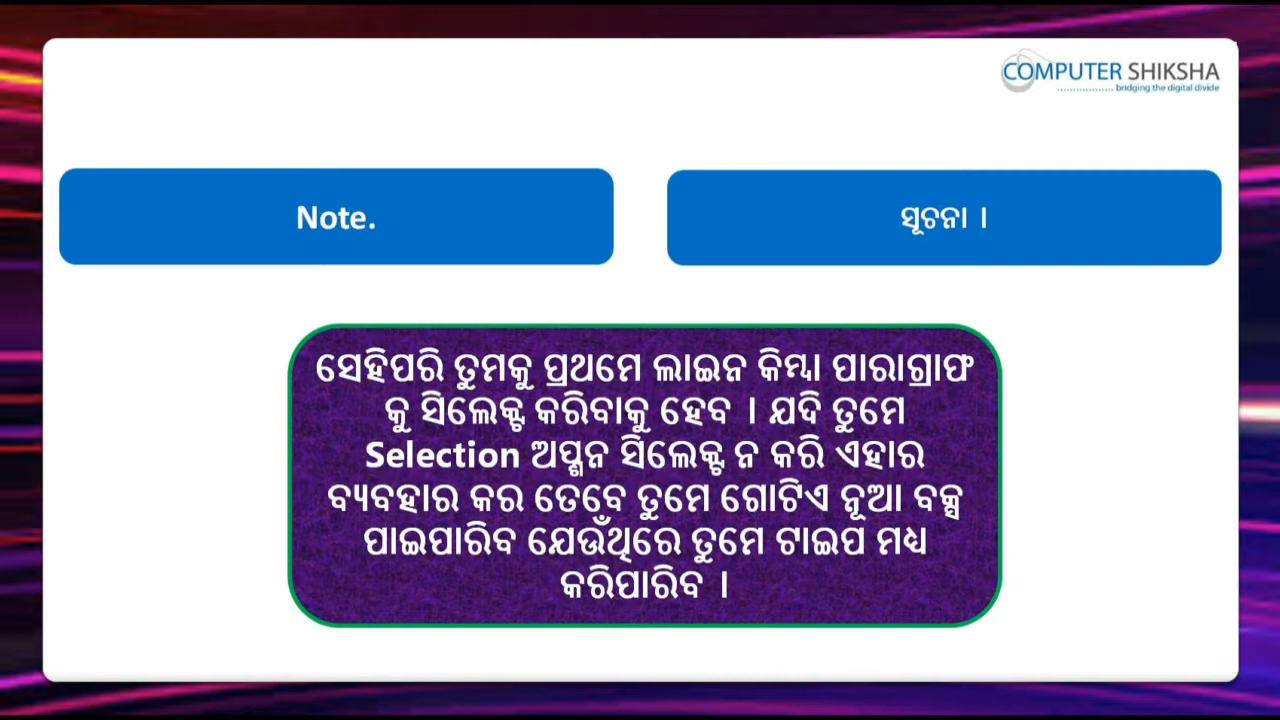 COMPUTER SHIKSHA
bridging the digital divide
Note.
ସୂଚନା ।
ସେହିପରି ତୁମକୁ ପ୍ରଥମେ ଲାଇନ କିମ୍ବା ପାରାଗ୍ରାଫ
କୁ ସିଲେକ୍ଟ କରିବାକୁ ହେବ । ଯଦି ତୁମେ
Selection ଅପ୍ଶନ ସିଲେକ୍ଟ ନ କରି ଏହାର
ବ୍ୟବହାର କର ତେବେ ତୁମେ ଗୋଟିଏ ନୂଆ ବକ୍ସ
ପାଇପାରିବ ଯେଉଁଥିରେ ତୁମେ ଟାଇପ ମଧ୍ୟ
କରିପାରିବ ।